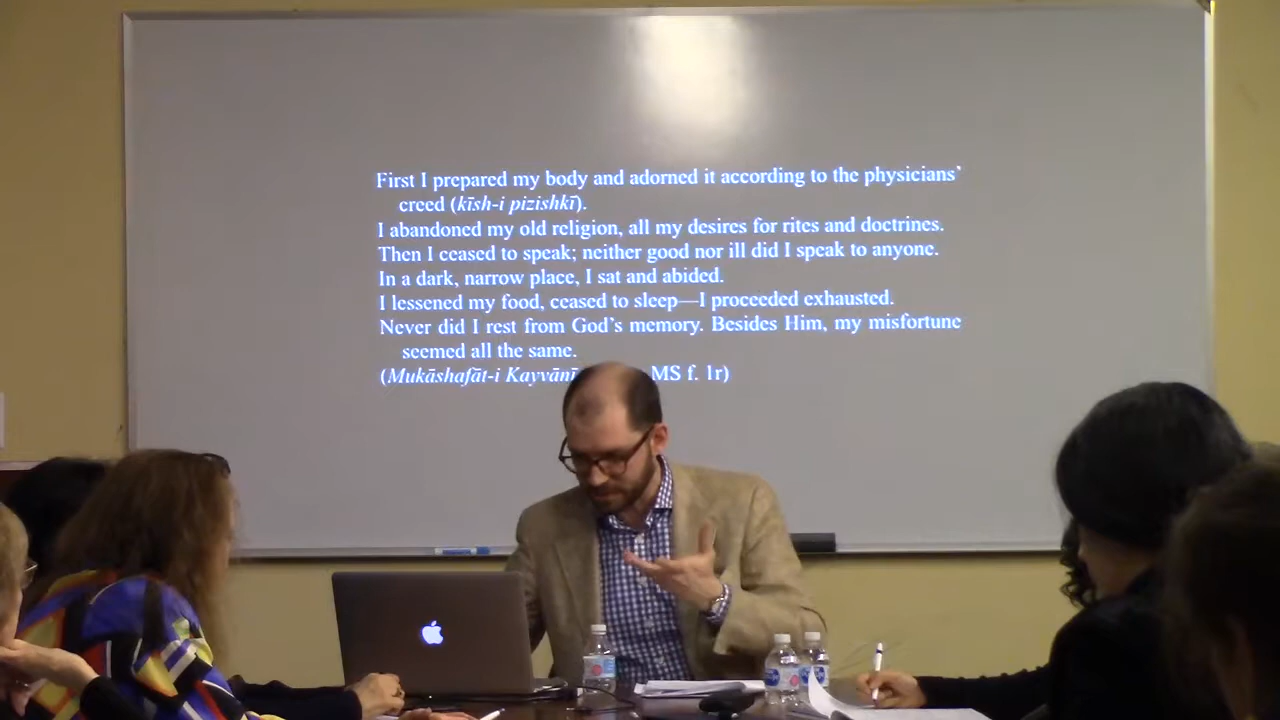 First I prepared my body and adorned it according to the physicians’
creed (kīsh-i pizishkī).
I abandoned my old religion, all my desires for rites and doctrines.
Then I ceased to speak; neither good nor ill did I speak to anyone.
In a dark, narrow place, I sat and abided.
I lessened my food, ceased to sleep—I proceeded exhausted.
Never did I rest from God’s memory. Besides Him, my misfortune
seemed all the same.
(Mukāshafāt-i Kayvānī MS f. 1r)